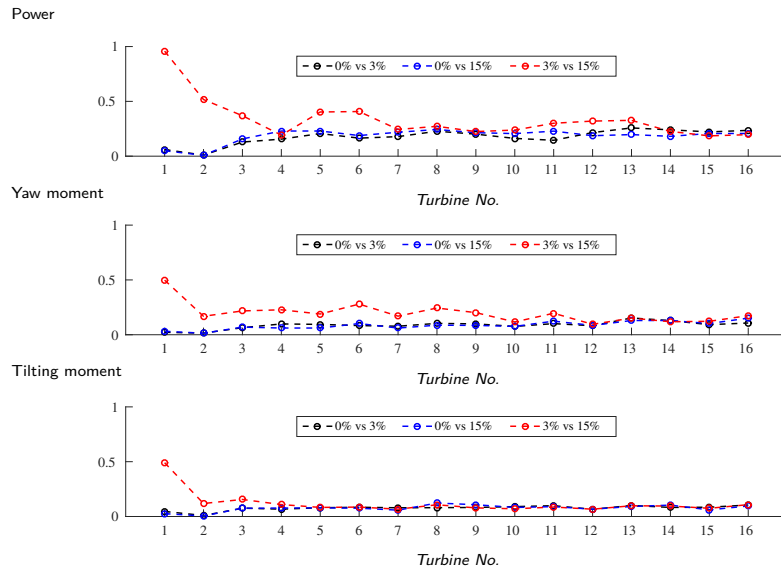 Power
1
0.5
0
0% vs 3% 0% vs 15% 3% vs 15%
1 2 3 4 5 6 7 8 9 10 11 12 13 14 15 16
Turbine No.
Yaw moment
1
0.5
0
0% vs 3% 0% vs 15% 3% vs 15%
1 2 3 4 5 6 7 8 9 10 11 12 13 14 15 16
Turbine No.
Tilting moment
1
0.5
0
0% vs 3% 0% vs 15% 3% vs 15%
1 2 3 4 5 6 7 8 9 10 11 12 13 14 15 16
Turbine No.